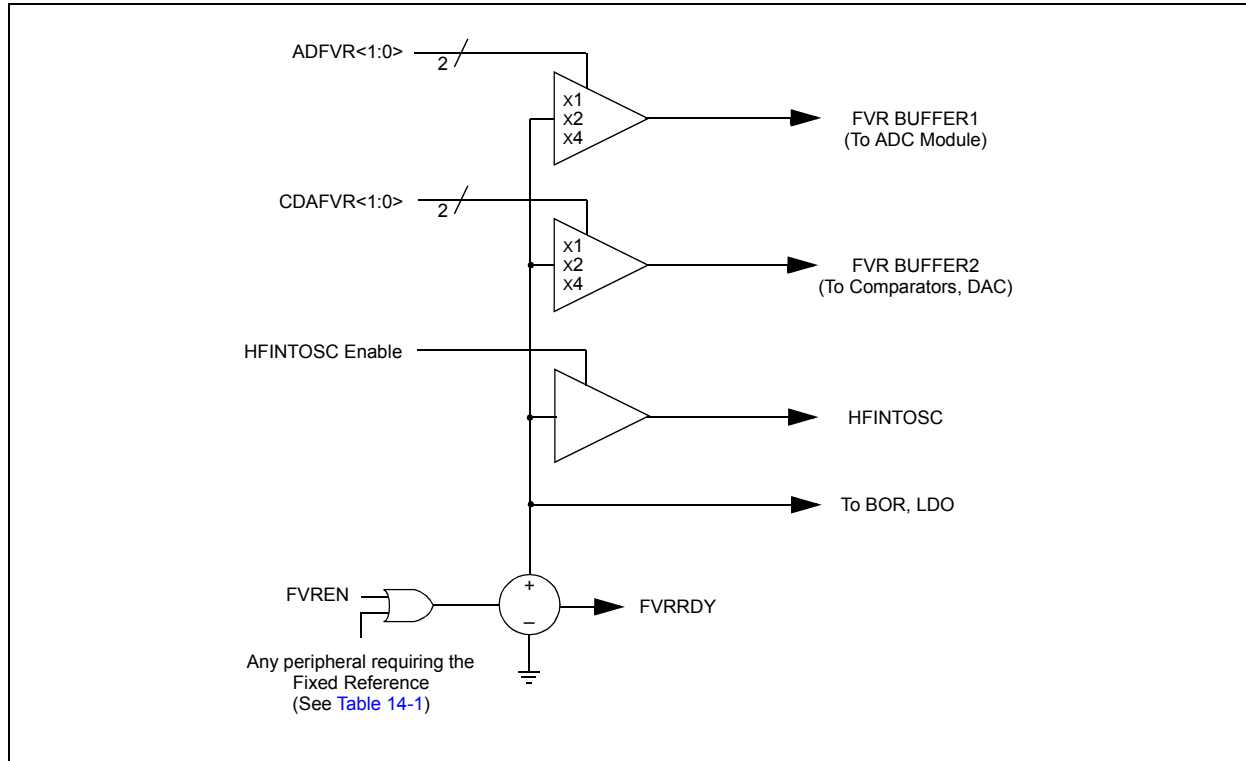 ADFVR<1:0>
2
X1
X2
X4
FVR BUFFER1
(To ADC Module)
CDAFVR<1:0>
2
X1
X2
X4
FVR BUFFER2
(To Comparators, DAC)
HFINTOSC Enable
HFINTOSC
To BOR, LDO
+
_
FVREN
FVRRDY
Any peripheral requiring the
Fixed Reference
(See Table 14-1)